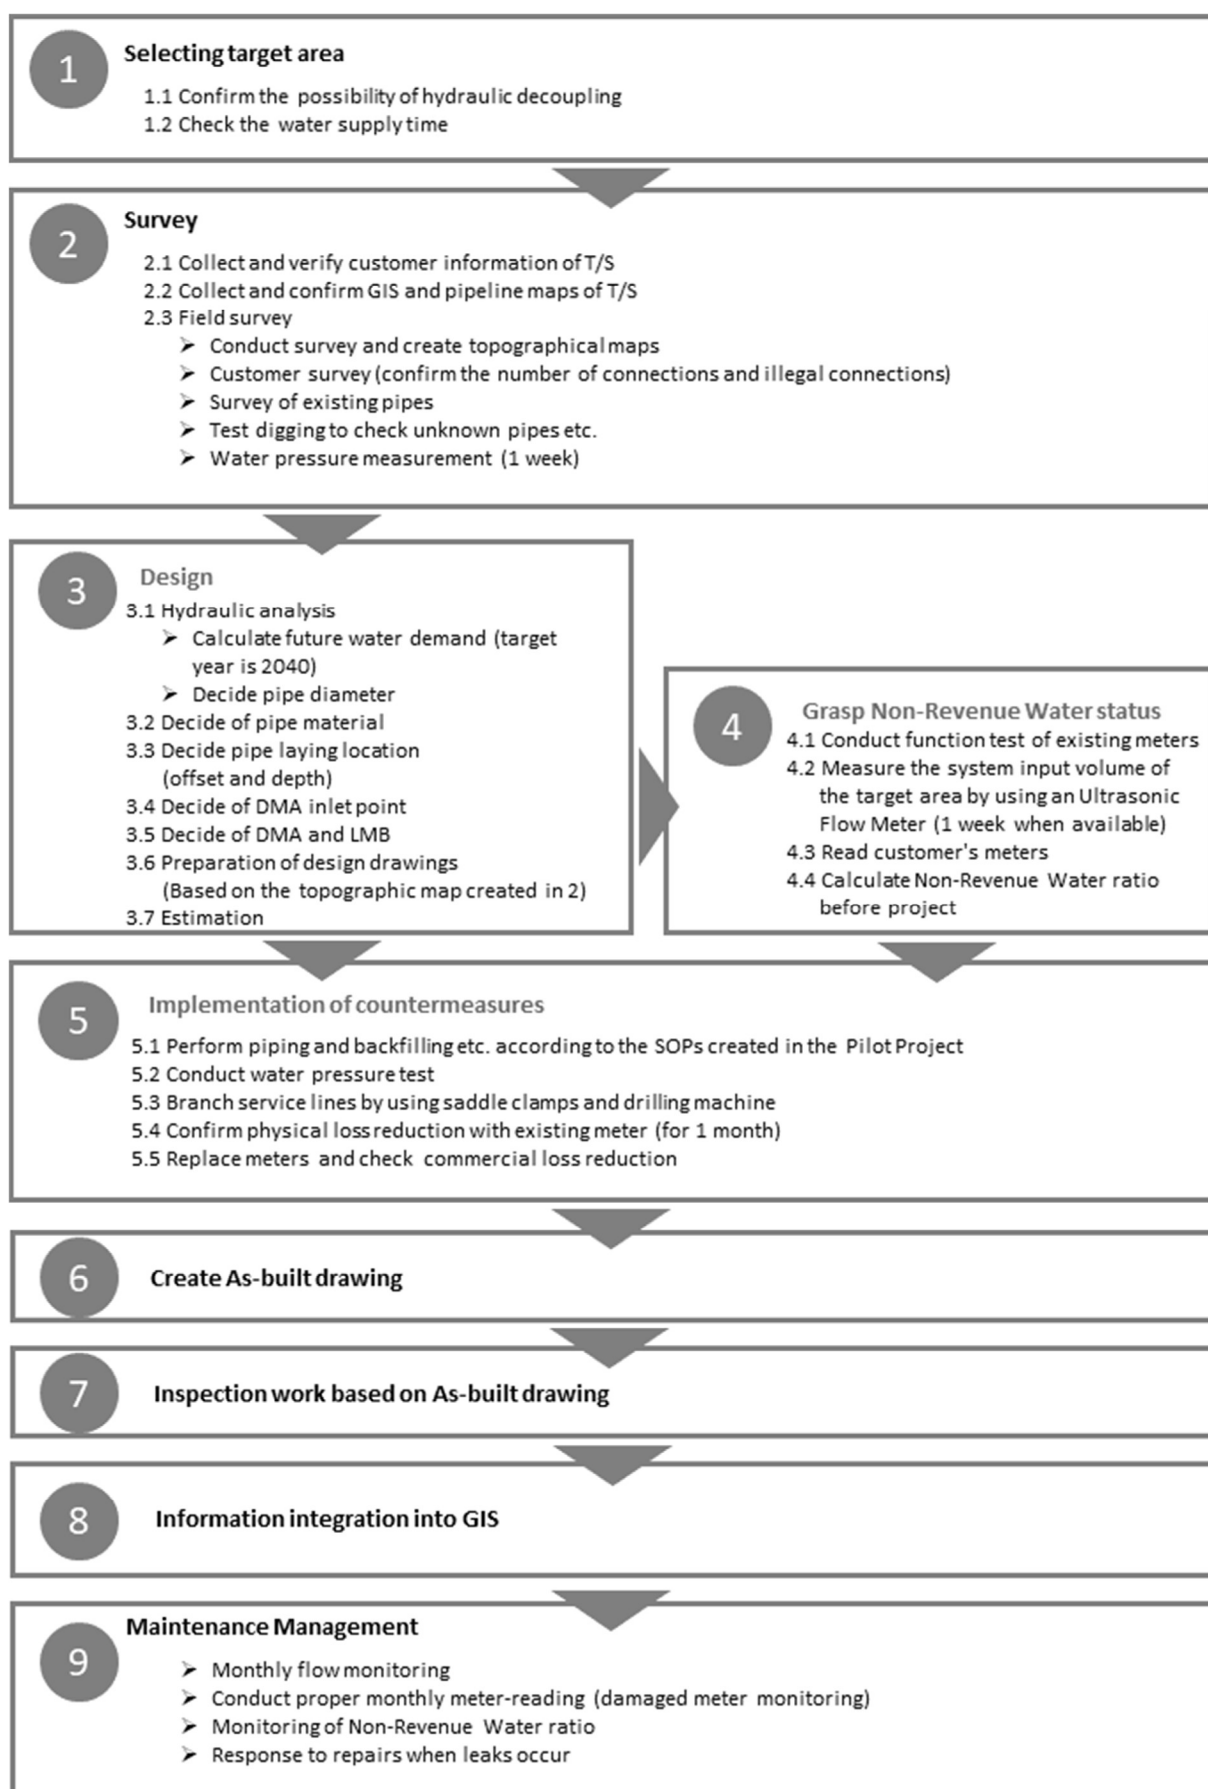 1
Selecting target area
1.1 Confirm the possibility of hydraulic decoupling
1.2 Check the water supply time
2
Survey
2.1 Collect and verify customer information of T/S
2.2 Collect and confirm GIS and pipeline maps of T/S
2.3 Field survey
➢ Conduct survey and create topographical maps
➢ Customer survey (confirm the number of connections and illegal connections)
➢ Survey of existing pipes
➢ Test digging to check unknown pipes etc.
➢ Water pressure measurement (1 week)
3
Design
3.1 Hydraulic analysis
➢ Calculate future water demand (target
year is 2040)
➢ Decide pipe diameter
3.2 Decide of pipe material
3.3 Decide pipe laying location
(offset and depth)
3.4 Decide of DMA inlet point
3.5 Decide of DMA and LMB
3.6 Preparation of design drawings
(Based on the topographic map created in 2)
3.7 Estimation
4
Grasp Non-Revenue Water status
4.1 Conduct function test of existing meters
4.2 Measure the system input volume of
the target area by using an Ultrasonic
Flow Meter (1 week when available)
4.3 Read customer's meters
4.4 Calculate Non-Revenue Water ratio
before project
5
Implementation of countermeasures
5.1 Perform piping and backfilling etc. according to the SOPs created in the Pilot Project
5.2 Conduct water pressure test
5.3 Branch service lines by using saddle clamps and drilling machine
5.4 Confirm physical loss reduction with existing meter (for 1 month)
5.5 Replace meters and check commercial loss reduction
6
Create As-built drawing
7
Inspection work based on As-built drawing
8
Information integration into GIS
9
Maintenance Management
➢ Monthly flow monitoring
➢ Conduct proper monthly meter-reading (damaged meter monitoring)
➢ Monitoring of Non-Revenue Water ratio
➢ Response to repairs when leaks occur